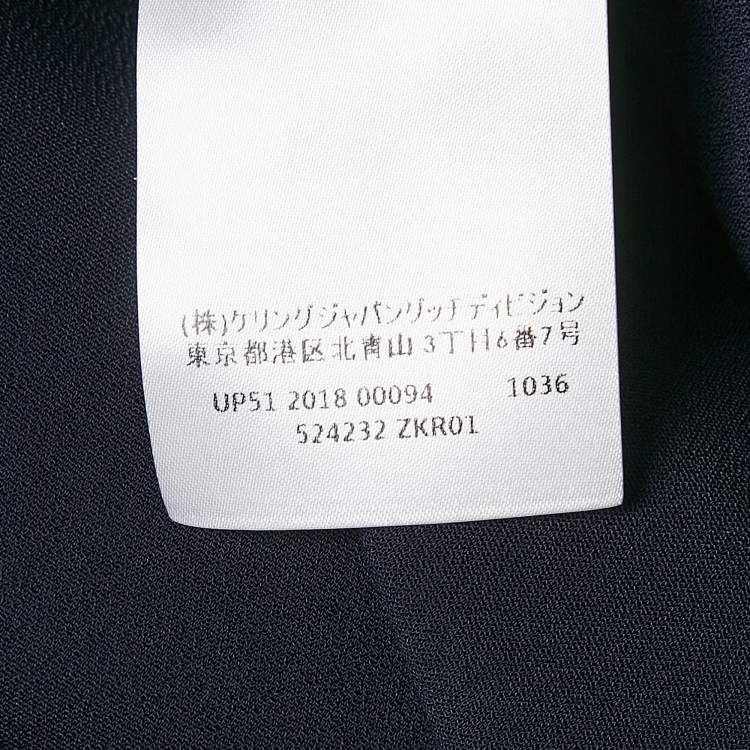 (株)ケリングジャパングッチディビジョン
東京都港区北青山3丁目6番7号
UP51 2018 00094 1036
524232 ZKR01